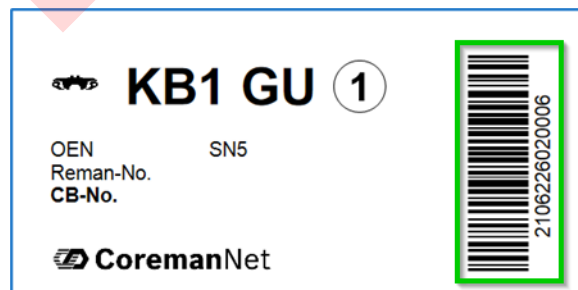 KB1 GU 1
OEN SN5
Reman-No.
CB-No.
CoremanNet
2106226020006